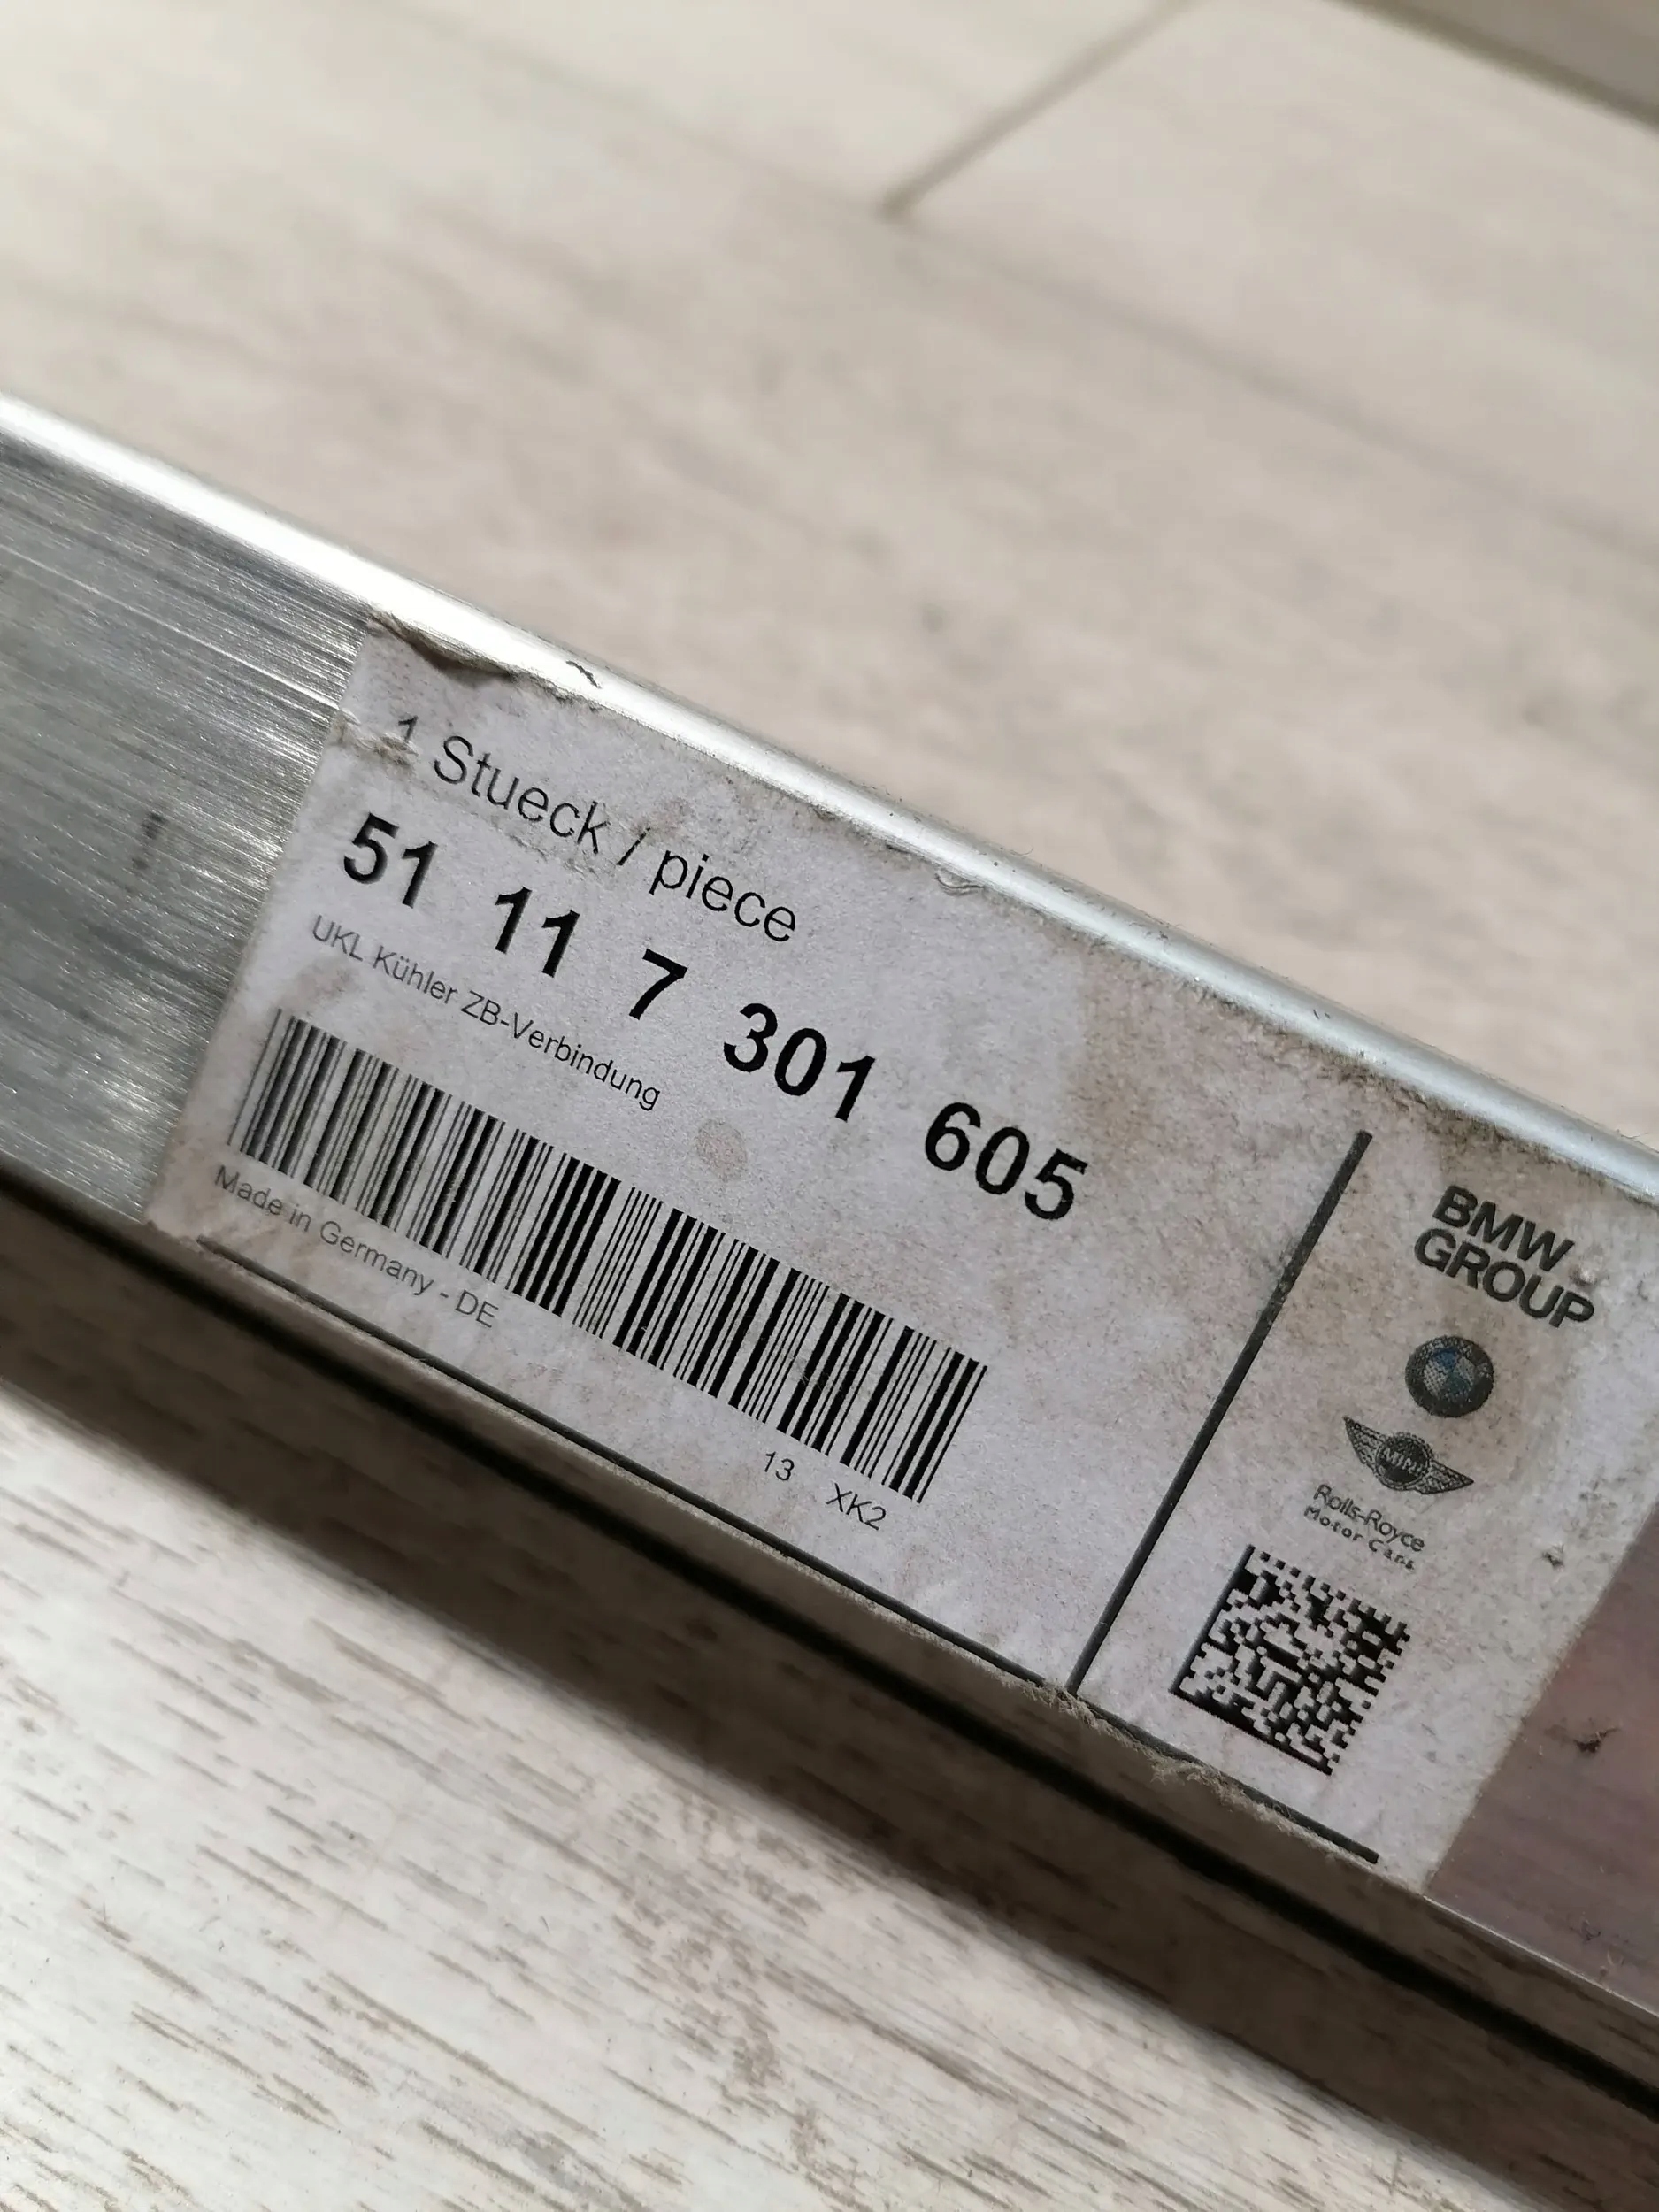 1 Stueck / piece
51 11 7 301 605
UKL Kühler ZB-Verbindung
Made in Germany - DE
13 XK2
BMW
GROUP
MINI
Rolls-Royce
Motor Cars